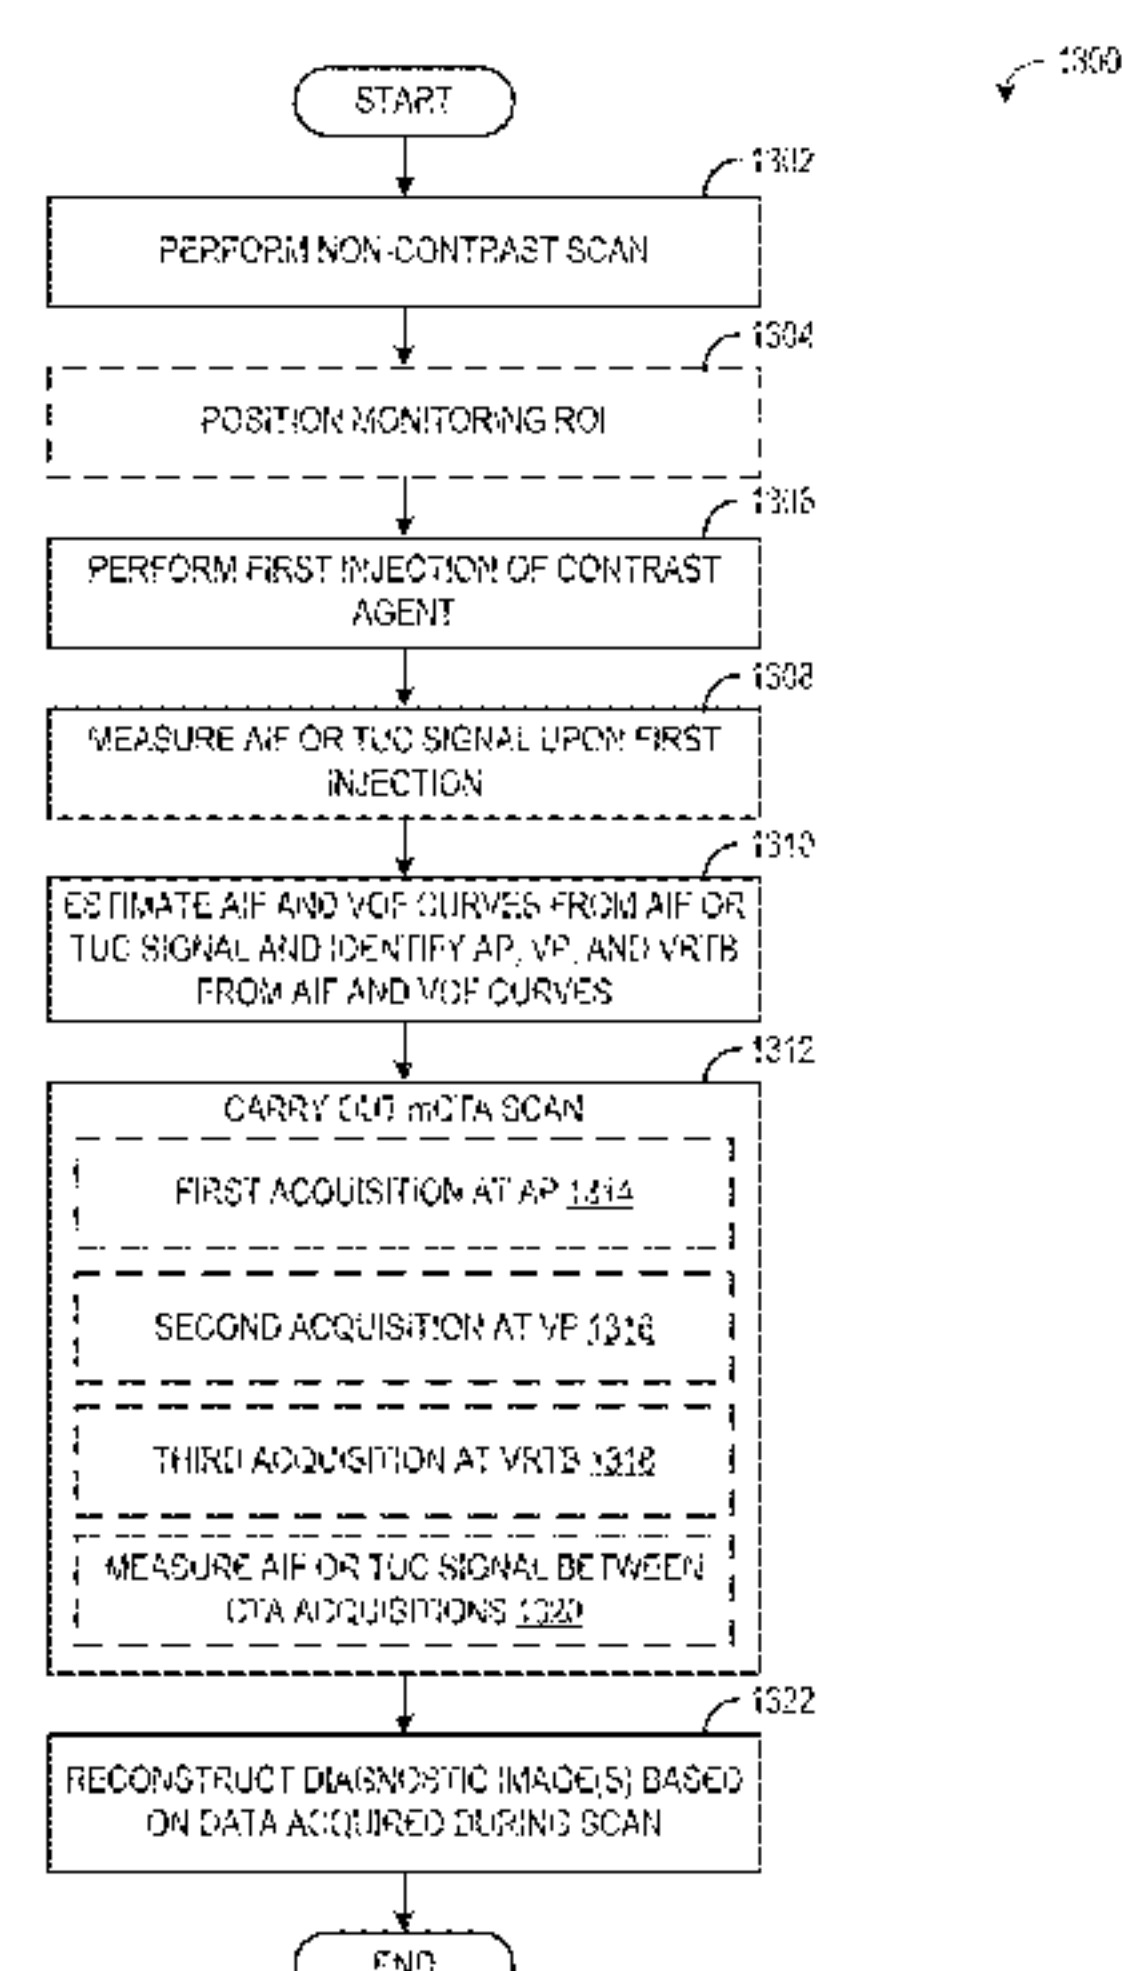 1300
START
1302
PERFORM NON-CONTRAST SCAN
1304
POSITION MONITORING ROI
1306
PERFORM FIRST INJECTION OF CONTRAST
AGENT
1308
MEASURE AIF OR TUC SIGNAL UPON FIRST
INJECTION
1310
ESTIMATE AIF AND VOF CURVES FROM AIF OR
TUC SIGNAL AND IDENTIFY AP, VP, AND VRTB
FROM AIF AND VOF CURVES
1312
CARRY OUT mCTA SCAN
FIRST ACQUISITION AT AP 1314
SECOND ACQUISITION AT VP 1316
THIRD ACQUISITION AT VRTB 1318
MEASURE AIF OR TUC SIGNAL BETWEEN
CTA ACQUISITIONS 1320
1322
RECONSTRUCT DIAGNOSTIC IMAGE(S) BASED
ON DATA ACQUIRED DURING SCAN
END